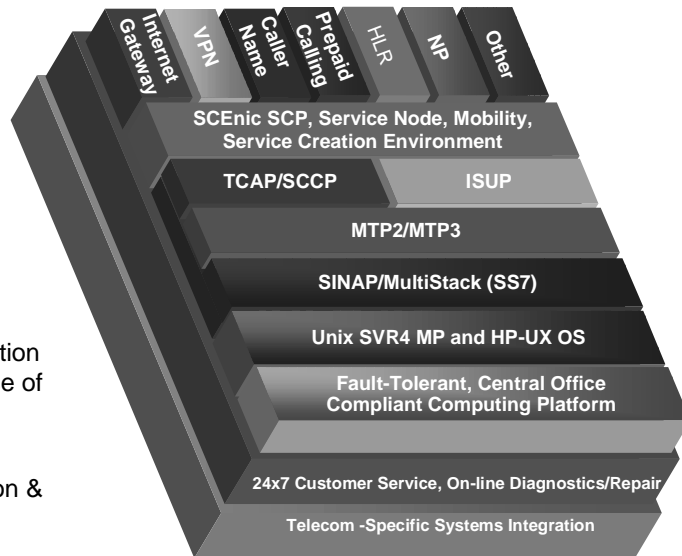 Internet
Gateway
VPN
Caller
Name
Prepaid
Calling
HLR
NP
Other
SCEnic SCP, Service Node, Mobility,
Service Creation Environment
TCAP/SCCP
ISUP
MTP2/MTP3
SINAP/MultiStack (SS7)
Unix SVR4 MP and HP-UX OS
Fault-Tolerant, Central Office
Compliant Computing Platform
24x7 Customer Service, On-line Diagnostics/Repair
Telecom -Specific Systems Integration
e of
&